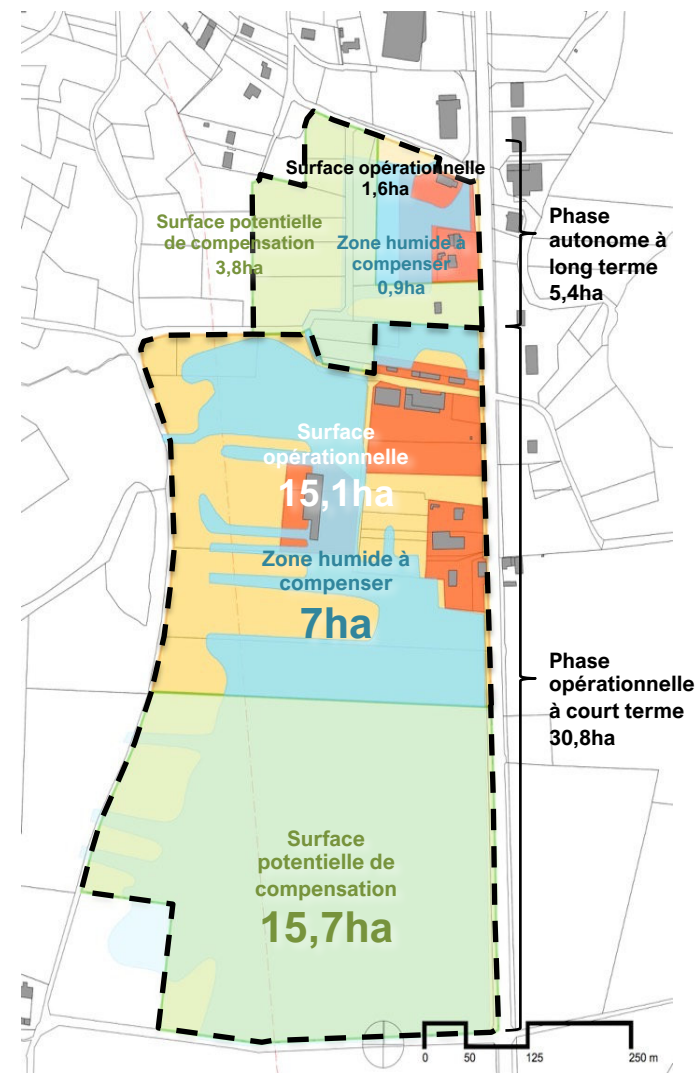 Surface opérationnelle
1,6ha
Surface potentielle
de compensation
3,8ha
Zone humide à
compenser
0,9ha
Phase
autonome à
long terme
5,4ha
Surface
opérationnelle
15,1ha
Zone humide à
compenser
7ha
Phase
opérationnelle
à court terme
30,8ha
Surface
potentielle de
compensation
15,7ha
0 50 125 250 m